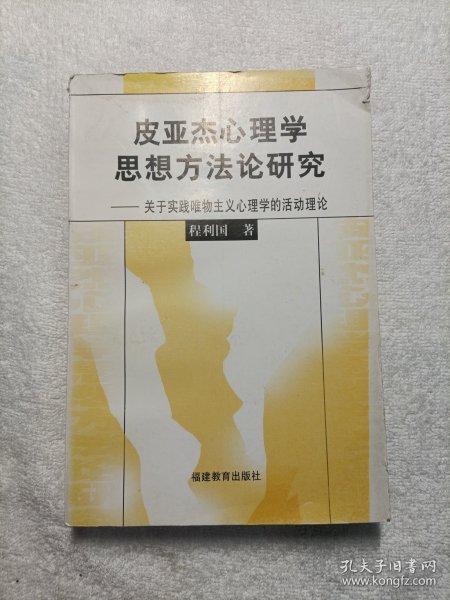 皮亚杰心理学
思想方法论研究
——关于实践唯物主义心理学的活动理论
程利国 著
福建教育出版社
孔夫子旧书网
www.kongfz.com